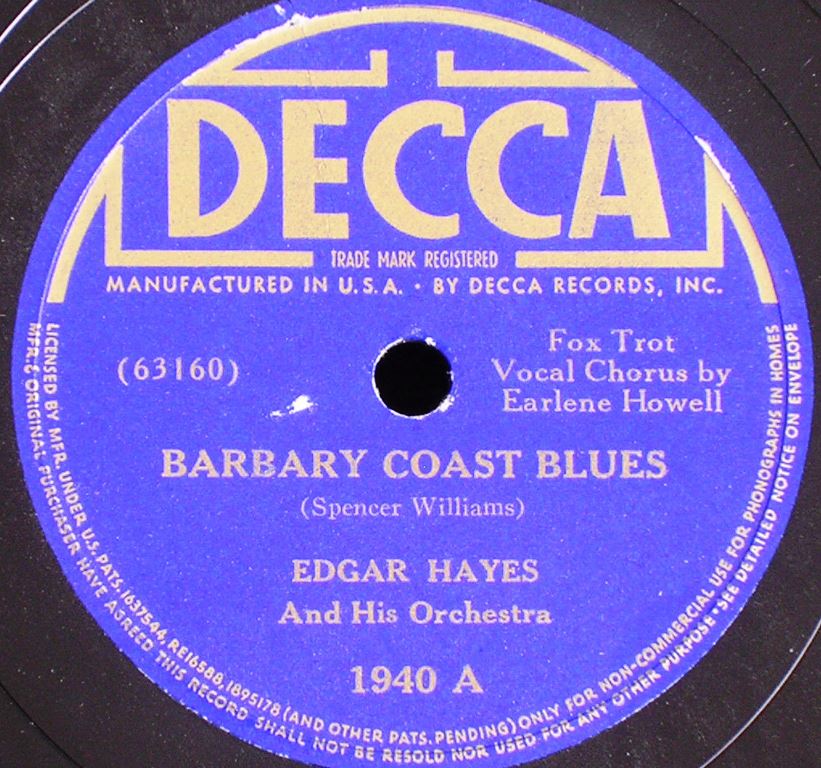 DECCA
TRADE MARK REGISTERED
MANUFACTURED IN U.S.A. · BY DECCA RECORDS, INC.
(63160)
Fox Trot
Vocal Chorus by
Earlene Howell
BARBARY COAST BLUES
(Spencer Williams)
EDGAR HAYES
And His Orchestra
1940 A
LICENSED BY MFR. UNDER U.S. PATS. 1637544, RE16588, 1895178 (AND OTHER PATS. PENDING) ONLY FOR NON-COMMERCIAL USE FOR PHONOGRAPHS IN HOMES
MFR. & ORIGINAL PURCHASER HAVE AGREED THIS RECORD SHALL NOT BE RESOLD NOR USED FOR ANY OTHER PURPOSE · SEE DETAILED NOTICE ON ENVELOPE